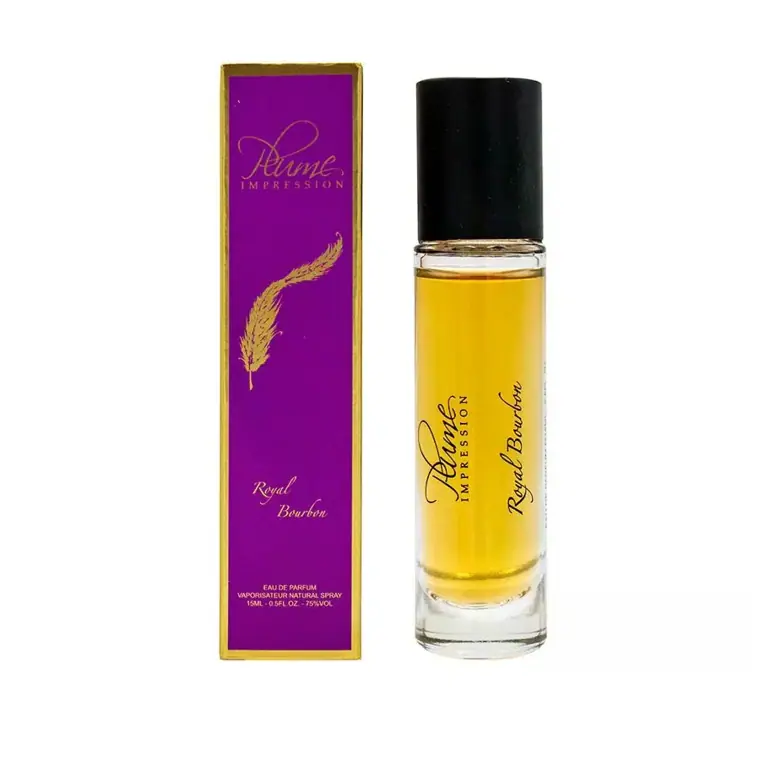 Plume
IMPRESSION
Royal
Bourbon
EAU DE PARFUM
VAPORISATEUR NATURAL SPRAY
15ML - 0.5FL OZ. - 75%VOL
Plume
IMPRESSION
Royal Bourbon